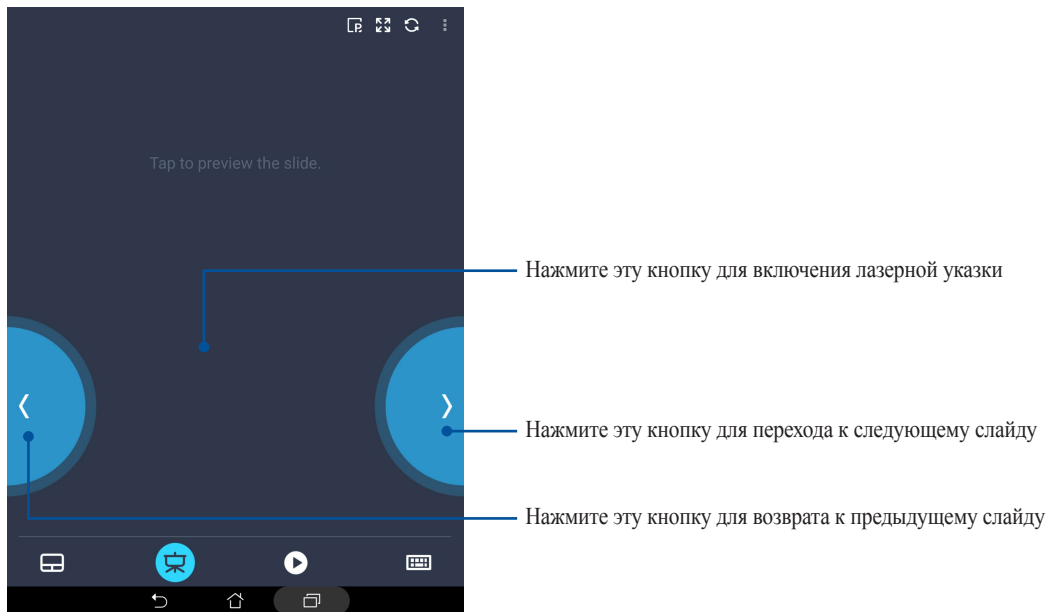 Tap to preview the slide.
Нажмите эту кнопку для включения лазерной указки
Нажмите эту кнопку для перехода к следующему слайду
Нажмите эту кнопку для возврата к предыдущему слайду